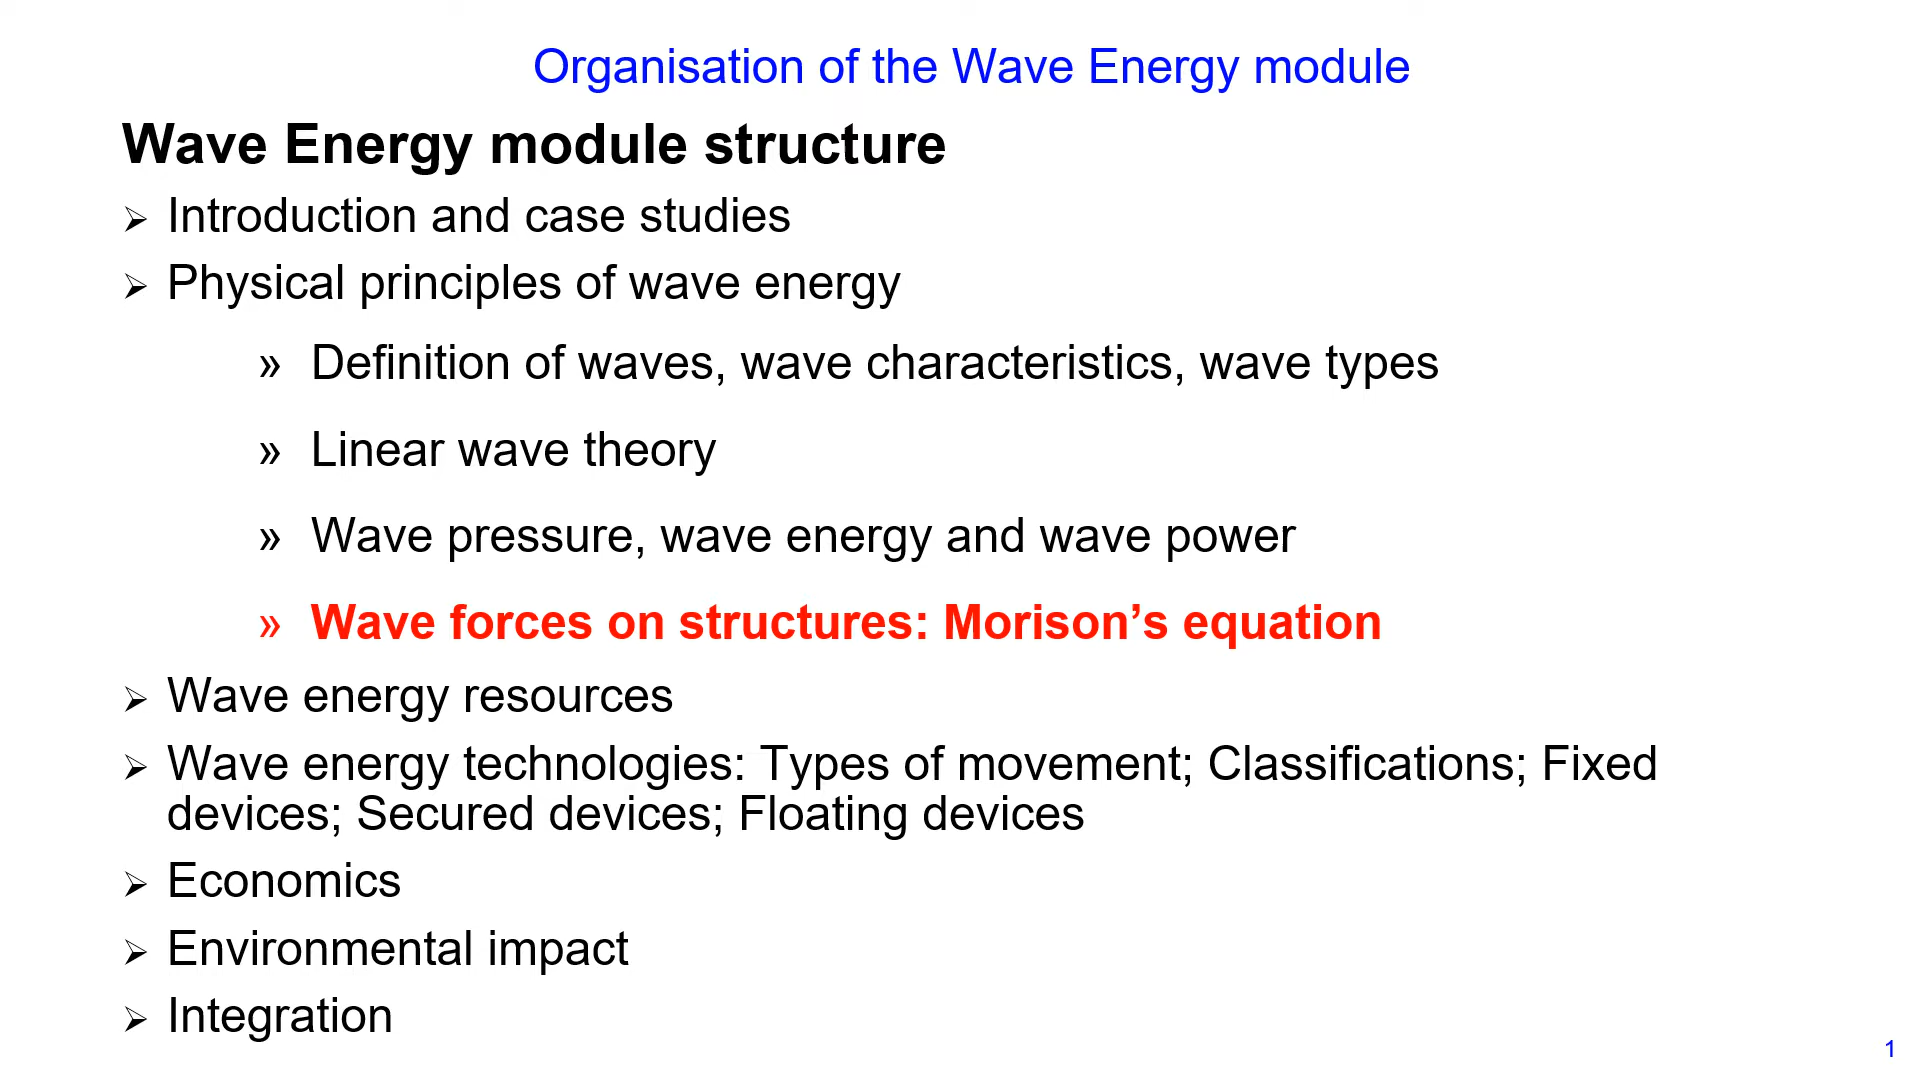 Organisation of the Wave Energy module
Wave Energy module structure
➢ Introduction and case studies
➢ Physical principles of wave energy
» Definition of waves, wave characteristics, wave types
» Linear wave theory
» Wave pressure, wave energy and wave power
» Wave forces on structures: Morison’s equation
➢ Wave energy resources
➢ Wave energy technologies: Types of movement; Classifications; Fixed
devices; Secured devices; Floating devices
➢ Economics
➢ Environmental impact
➢ Integration
1